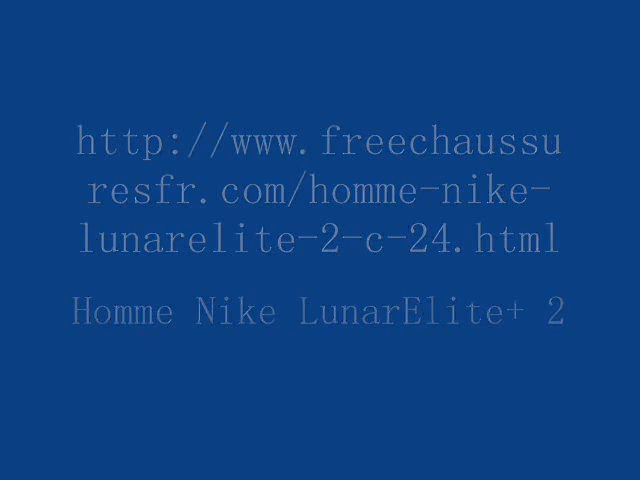 http://www.freechaussu
resfr.com/homme-nike-
lunarelite-2-c-24.html
Homme Nike LunarElite+ 2